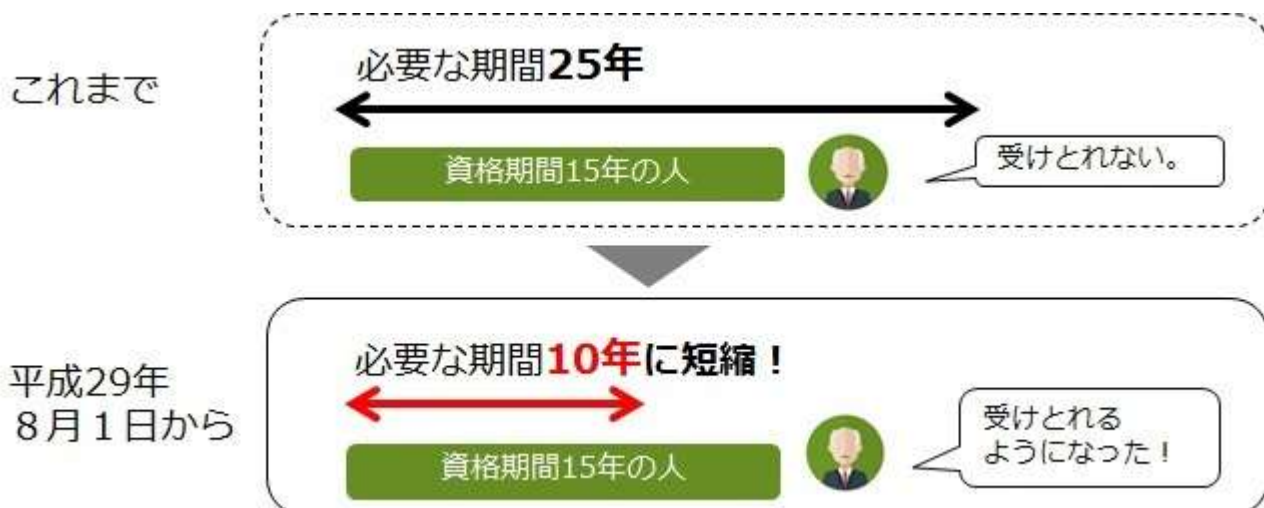 これまで
必要な期間25年
資格期間15年の人
受けとれない。
平成29年
８月１日から
必要な期間10年に短縮！
資格期間15年の人
受けとれる
ようになった！